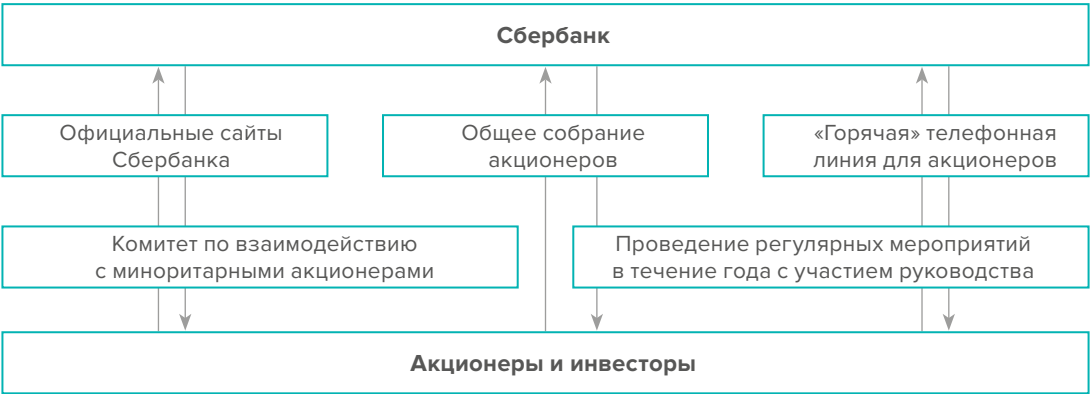 Сбербанк
Официальные сайты
Сбербанка
Общее собрание
акционеров
«Горячая» телефонная
линия для акционеров
Комитет по взаимодействию
с миноритарными акционерами
Проведение регулярных мероприятий
в течение года с участием руководства
Акционеры и инвесторы